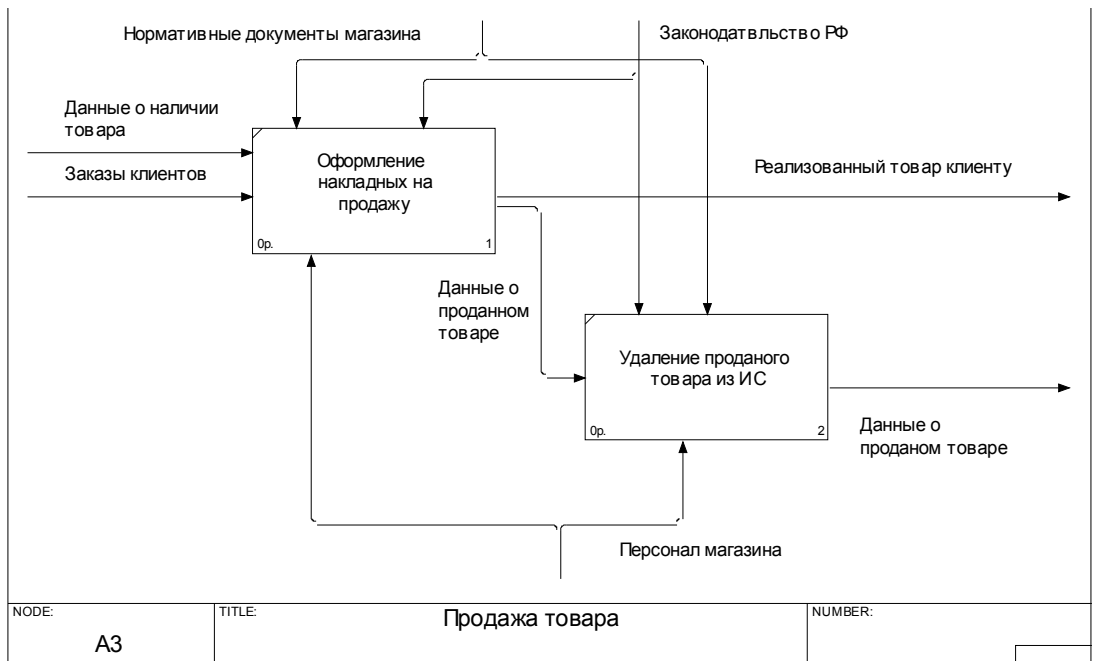 Нормативные документы магазина
Законодатвльство РФ
Данные о наличии
товара
Заказы клиентов
Оформление
накладных на
продажу
0р.
1
Реализованный товар клиенту
Данные о
проданном
товаре
Удаление проданого
товара из ИС
0р.
2
Данные о
проданом товаре
Персонал магазина
NODE:
TITLE:
NUMBER:
А3
Продажа товара